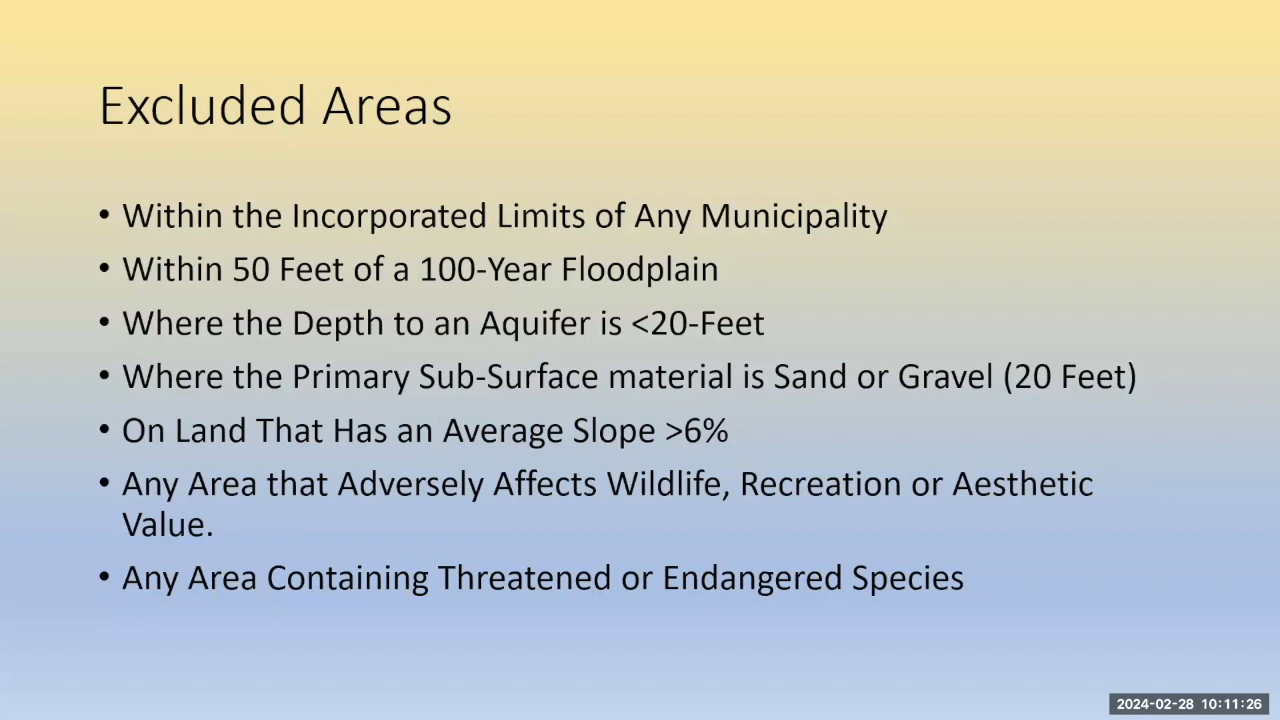 Excluded Areas
• Within the Incorporated Limits of Any Municipality
• Within 50 Feet of a 100-Year Floodplain
• Where the Depth to an Aquifer is <20-Feet
• Where the Primary Sub-Surface material is Sand or Gravel (20 Feet)
• On Land That Has an Average Slope >6%
• Any Area that Adversely Affects Wildlife, Recreation or Aesthetic
Value.
• Any Area Containing Threatened or Endangered Species
2024-02-28 10:11:26